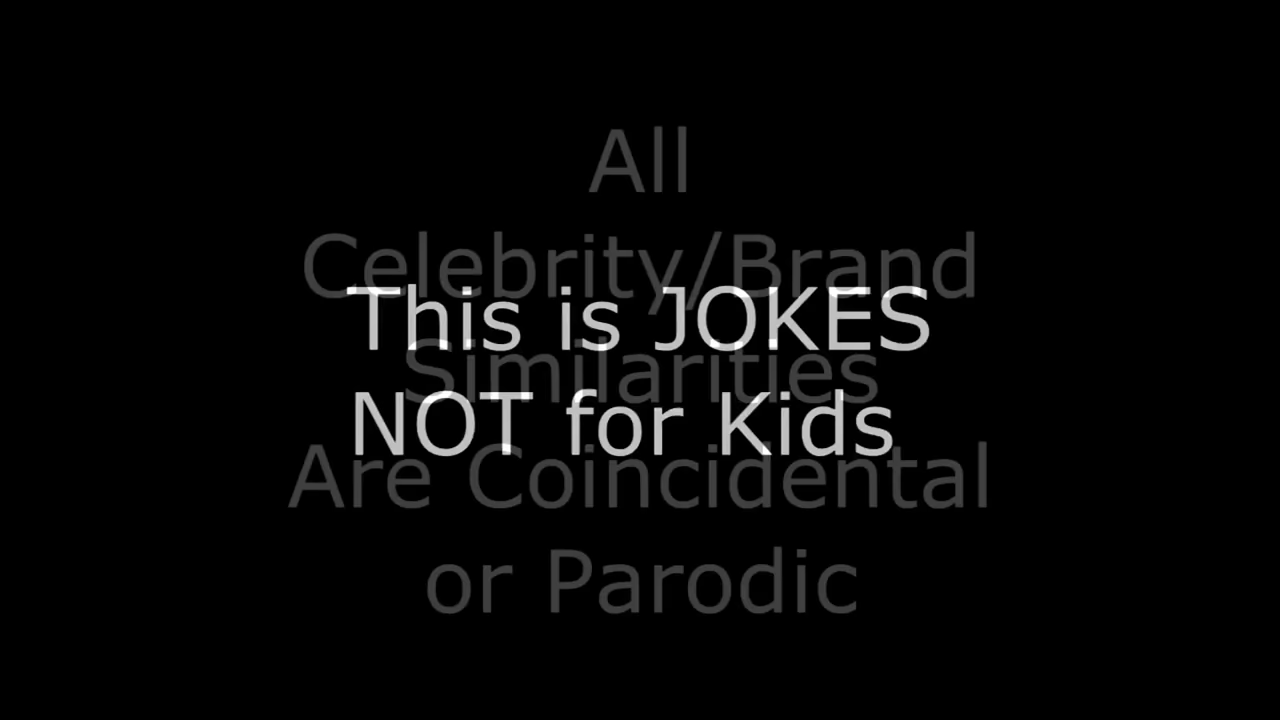 All
Celebrity/Brand
This is JOKES
Similarities
NOT for Kids
Are Coincidental
or Parodic